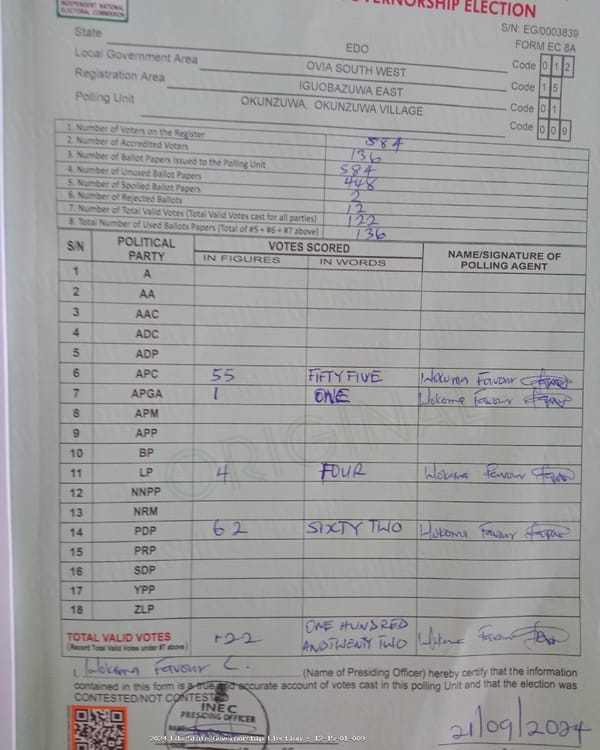 INDEPENDENT NATIONAL
ELECTORAL COMMISSION
GOVERNORSHIP ELECTION
S/N: EG/0003839
FORM EC 8A
State EDO Code 0 1 2
Local Government Area OVIA SOUTH WEST Code 1 5
Registration Area IGUOBAZUWA EAST Code 0 1
Polling Unit OKUNZUWA, OKUNZUWA VILLAGE Code 0 0 9
1. Number of Voters on the Register 584
2. Number of Accredited Voters 136
3. Number of Ballot Papers Issued to the Polling Unit 584
4. Number of Unused Ballot Papers 448
5. Number of Spoiled Ballot Papers 2
6. Number of Rejected Ballots 12
7. Number of Total Valid Votes (Total Valid Votes cast for all parties) 122
8. Total Number of Used Ballots Papers (Total of #5 + #6 + #7 above) 136
S/N POLITICAL PARTY VOTES SCORED NAME/SIGNATURE OF POLLING AGENT
IN FIGURES IN WORDS
1 A
2 AA
3 AAC
4 ADC
5 ADP
6 APC 55 FIFTY FIVE Wokoma Favour
7 APGA 1 ONE Wokoma Favour
8 APM
9 APP
10 BP
11 LP 4 FOUR Wokoma Favour
12 NNPP
13 NRM
14 PDP 62 SIXTY TWO Wokoma Favour
15 PRP
16 SDP
17 YPP
18 ZLP
ORIGINAL
TOTAL VALID VOTES 122 ONE HUNDRED AND TWENTY TWO Wokoma Favour
(Record Total Valid Votes under #7 above)
I, Wokoma Favour C. (Name of Presiding Officer) hereby certify that the information
contained in this form is a true and accurate account of votes cast in this polling Unit and that the election was
CONTESTED/NOT CONTESTED
INEC
PRESIDING OFFICER
21/09/2024
2024 Edo State Governorship Election : 12-15-01-009